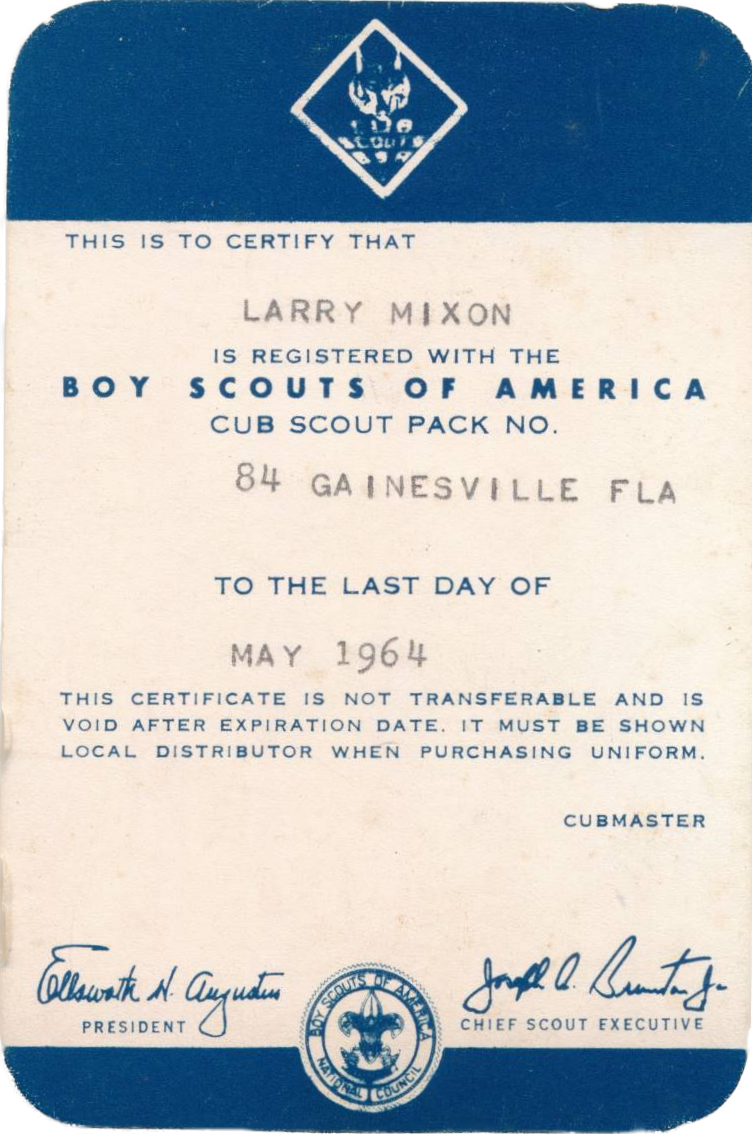 CUB
SCOUTS
BSA
THIS IS TO CERTIFY THAT
LARRY MIXON
IS REGISTERED WITH THE
BOY SCOUTS OF AMERICA
CUB SCOUT PACK NO.
84 GAINESVILLE FLA
TO THE LAST DAY OF
MAY 1964
THIS CERTIFICATE IS NOT TRANSFERABLE AND IS
VOID AFTER EXPIRATION DATE. IT MUST BE SHOWN
LOCAL DISTRIBUTOR WHEN PURCHASING UNIFORM.
CUBMASTER
Ellsworth H. Augustus
PRESIDENT
BOY SCOUTS OF AMERICA
NATIONAL COUNCIL
Joseph A. Brunton Jr.
CHIEF SCOUT EXECUTIVE